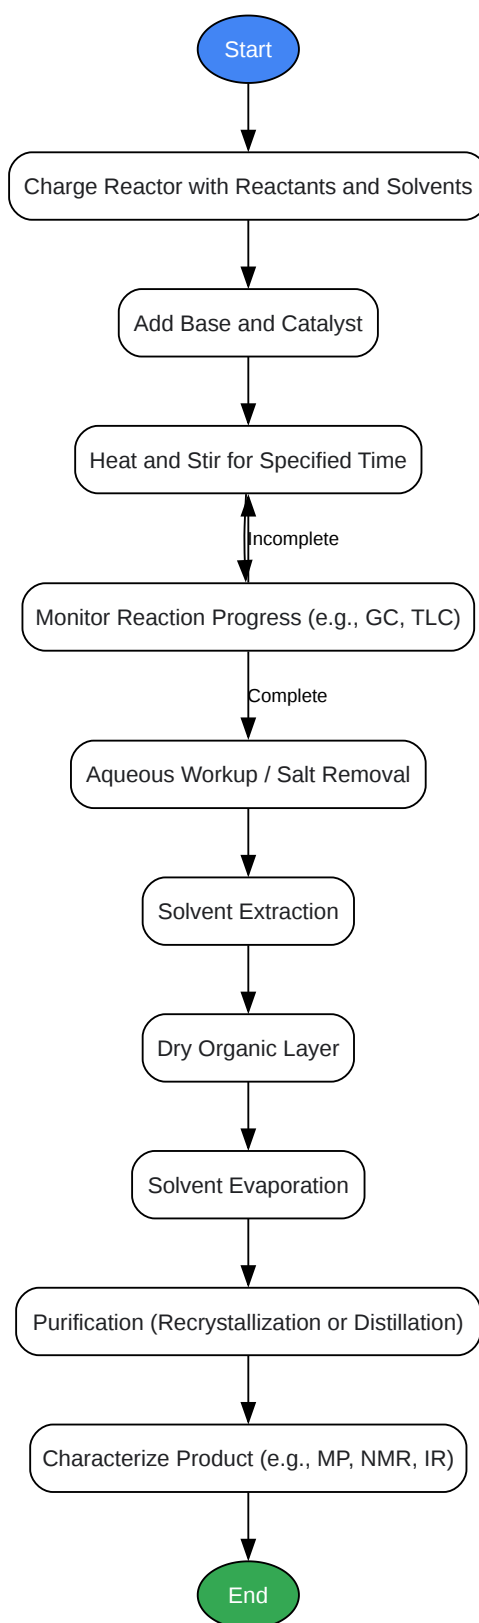 Start
Charge Reactor with Reactants and Solvents
Add Base and Catalyst
Heat and Stir for Specified Time
Incomplete
Monitor Reaction Progress (e.g., GC, TLC)
Complete
Aqueous Workup / Salt Removal
Solvent Extraction
Dry Organic Layer
Solvent Evaporation
Purification (Recrystallization or Distillation)
Characterize Product (e.g., MP, NMR, IR)
End